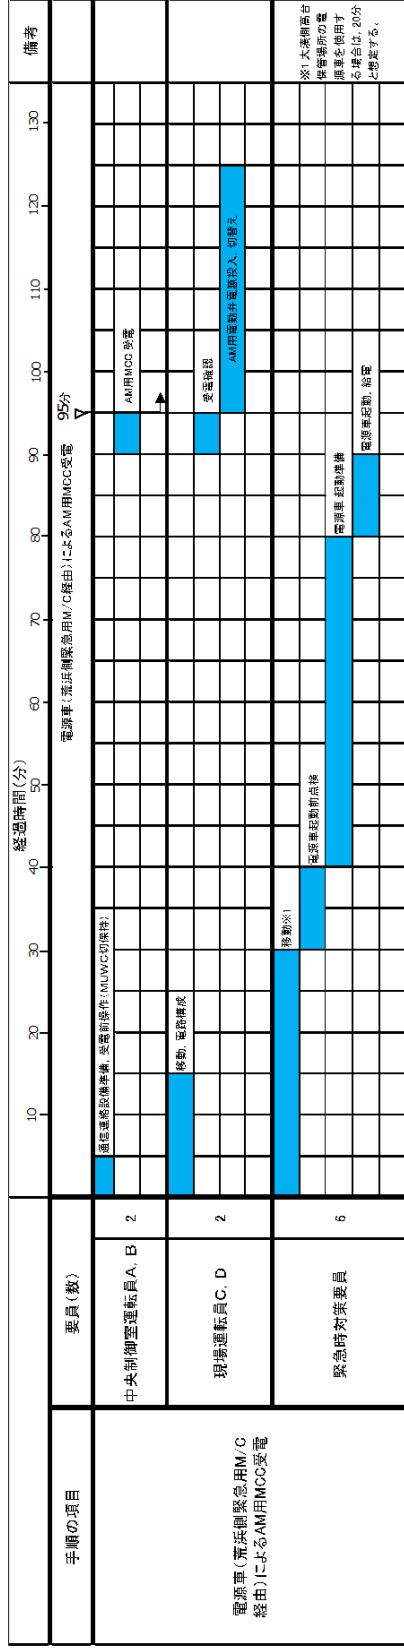 経過時間(分)
備考
10
20
30
40
50
60
70
80
90
100
110
120
130
手順の項目
要員(数)
電源車(荒浜側緊急用M/C経由)によるAM用MCC受電
95分
電源車(荒浜側緊急用M/C
経由)によるAM用MCC受電
中央制御室運転員A, B
2
通信連絡設備準備, 受電前操作(MUWC切保持)
AM用MCC 受電
現場運転員C, D
2
移動, 電路構成
受電確認
AM用電動弁電源投入, 切替え
緊急時対策要員
6
移動※1
電源車起動前点検
電源車 起動準備
電源車起動, 給電
※1 大湊側高台
保管場所の電
源車を使用す
る場合は, 20分
と想定する。